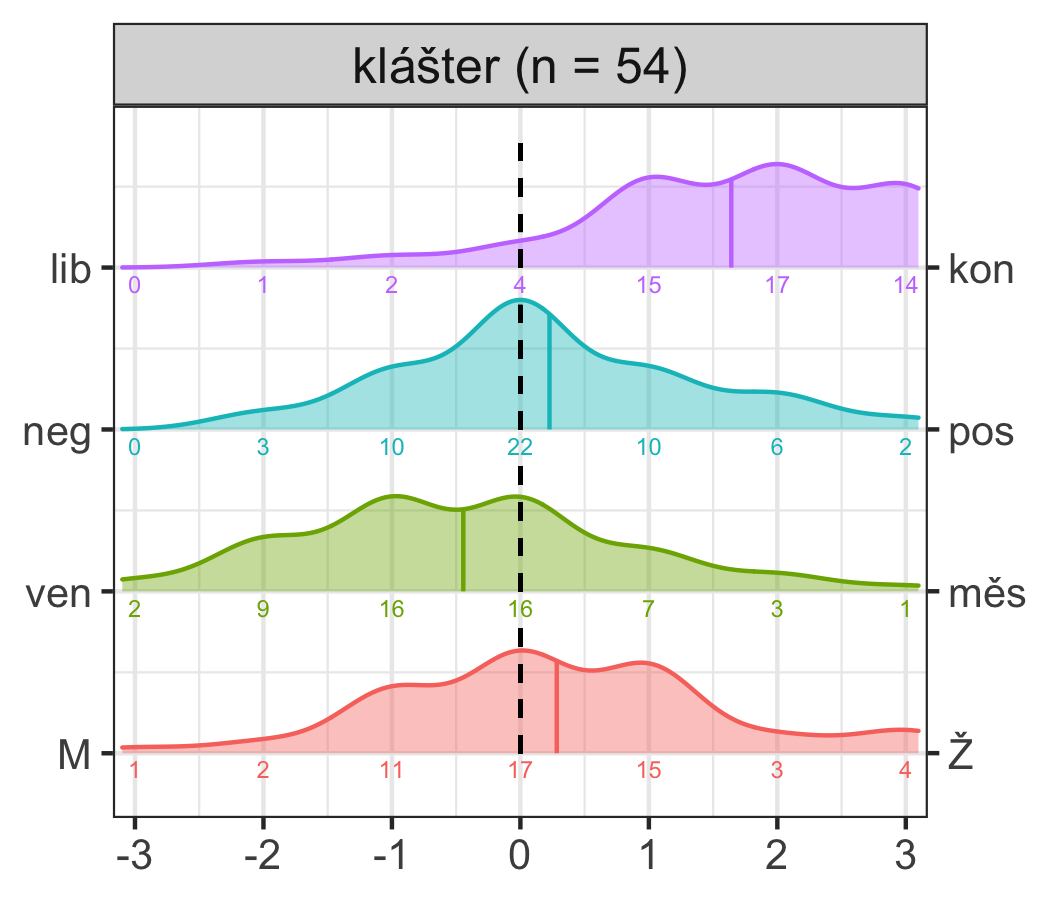 klášter (n = 54)
lib kon
0 1 2 4 15 17 14
neg pos
0 3 10 22 10 6 2
ven měs
2 9 16 16 7 3 1
M Ž
1 2 11 17 15 3 4
-3 -2 -1 0 1 2 3